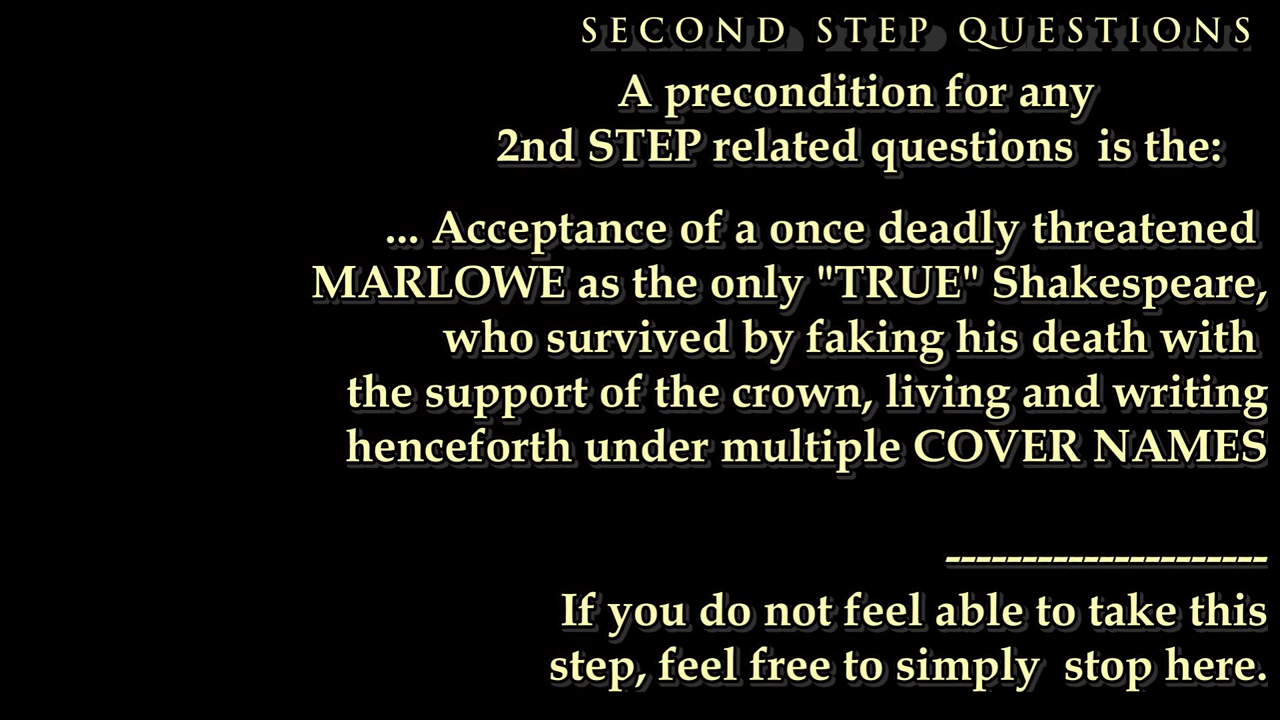 SECOND STEP QUESTIONS
A precondition for any
2nd STEP related questions is the:
... Acceptance of a once deadly threatened
MARLOWE as the only "TRUE" Shakespeare,
who survived by faking his death with
the support of the crown, living and writing
henceforth under multiple COVER NAMES
---------------------
If you do not feel able to take this
step, feel free to simply stop here.